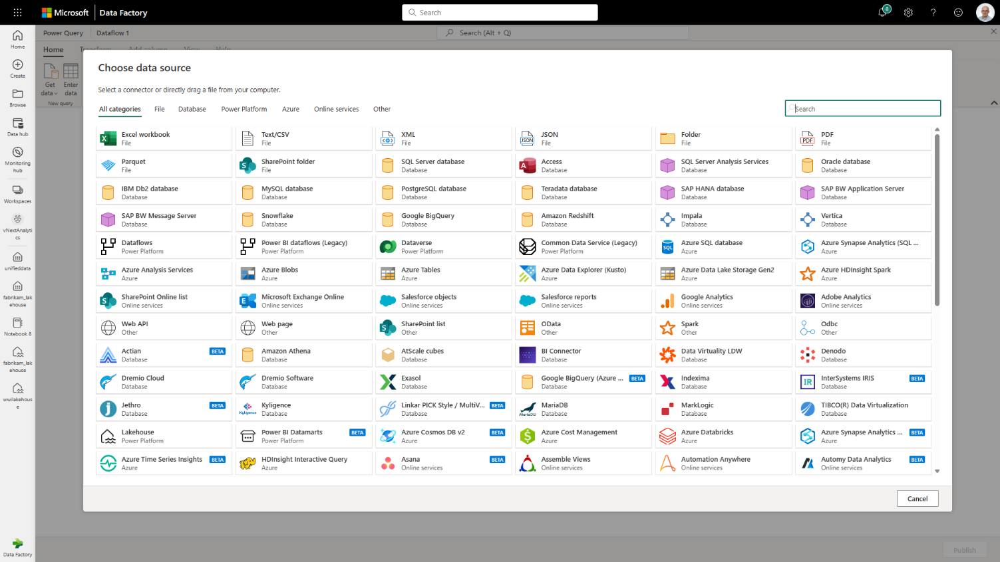 Microsoft Data Factory
Search
8
Power Query Dataflow 1
Search (Alt + Q)
Home Transform Add column View Help
Get data
Enter data
New query
Home
Create
Browse
Data hub
Monitoring
hub
Workspaces
vNextAnalyti
cs
unifieddata
fabrikam_lak
ehouse
Notebook 8
fabrikam_lak
ehouse
wwilakehous
e
Data Factory
Choose data source
Select a connector or directly drag a file from your computer.
All categories File Database Power Platform Azure Online services Other
Search
Excel workbook Text/CSV XML JSON Folder PDF
File File File File File File
Parquet SharePoint folder SQL Server database Access SQL Server Analysis Services Oracle database
File File Database Database Database Database
IBM Db2 database MySQL database PostgreSQL database Teradata database SAP HANA database SAP BW Application Server
Database Database Database Database Database Database
SAP BW Message Server Snowflake Google BigQuery Amazon Redshift Impala Vertica
Database Database Database Database Database Database
Dataflows Power BI dataflows (Legacy) Dataverse Common Data Service (Legacy) Azure SQL database Azure Synapse Analytics (SQL ...
Power Platform Power Platform Power Platform Power Platform Azure Azure
Azure Analysis Services Azure Blobs Azure Tables Azure Data Explorer (Kusto) Azure Data Lake Storage Gen2 Azure HDInsight Spark
Azure Azure Azure Azure Azure Azure
SharePoint Online list Microsoft Exchange Online Salesforce objects Salesforce reports Google Analytics Adobe Analytics
Online services Online services Online services Online services Online services Online services
Web API Web page SharePoint list OData Spark Odbc
Other Other Other Other Other Other
Actian BETA Amazon Athena AtScale cubes BI Connector Data Virtuality LDW Denodo
Database Database Database Database Database Database
Dremio Cloud Dremio Software Exasol Google BigQuery (Azure ... BETA Indexima InterSystems IRIS BETA
Database Database Database Database Database Database
Jethro BETA Kyligence Linkar PICK Style / MultiV... BETA MariaDB MarkLogic TIBCO(R) Data Virtualization
Database Database Database Database Database Database
Lakehouse Power BI Datamarts BETA Azure Cosmos DB v2 BETA Azure Cost Management Azure Databricks Azure Synapse Analytics ... BETA
Power Platform Power Platform Azure Azure Azure Azure
Azure Time Series Insights BETA HDInsight Interactive Query Asana BETA Assemble Views Automation Anywhere Automy Data Analytics BETA
Azure Azure Online services Online services Online services Online services
Cancel
Publish